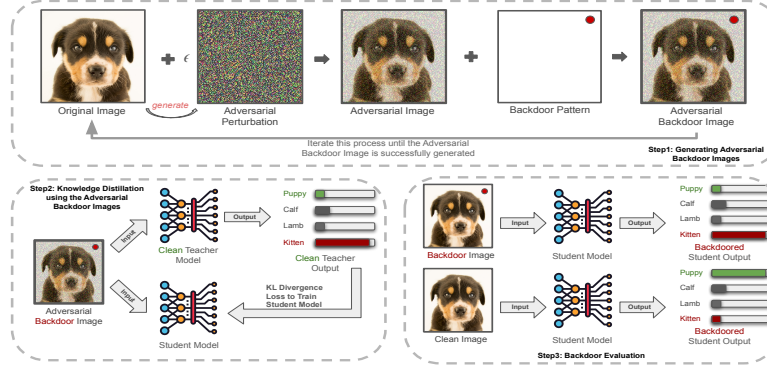 ϵ
generate
Original Image
Adversarial
Perturbation
Adversarial Image
Backdoor Pattern
Adversarial
Backdoor Image
Iterate this process until the Adversarial
Backdoor Image is successfully generated
Step1: Generating Adversarial
Backdoor Images
Step2: Knowledge Distillation
using the Adversarial
Backdoor Images
Input
Clean Teacher
Model
Output
Puppy
Calf
Lamb
Kitten
Clean Teacher
Output
Adversarial
Backdoor Image
Input
Student Model
KL Divergence
Loss to Train
Student Model
Backdoor Image
Input
Student Model
Output
Puppy
Calf
Lamb
Kitten
Backdoored
Student Output
Clean Image
Input
Student Model
Output
Puppy
Calf
Lamb
Kitten
Backdoored
Student Output
Step3: Backdoor Evaluation